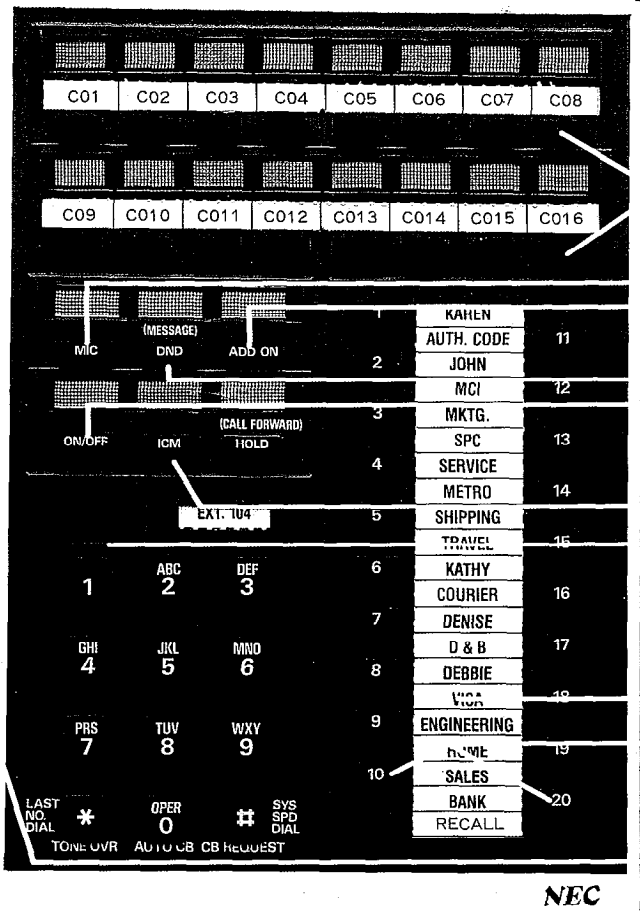 C01 C02 C03 C04 C05 C06 C07 C08
C09 C010 C011 C012 C013 C014 C015 C016
(MESSAGE)
MIC DND ADD ON
(CALL FORWARD)
ON/OFF ICM HOLD
EXT. 104
1 ABC 2 DEF 3
GHI 4 JKL 5 MNO 6
PRS 7 TUV 8 WXY 9
LAST NO. DIAL * OPER 0 # SYS SPD DIAL
TONE OVR AUTO CB CB REQUEST
1 KAREN
AUTH. CODE 11
2 JOHN
MCI 12
3 MKTG.
SPC 13
4 SERVICE
METRO 14
5 SHIPPING
TRAVEL 15
6 KATHY
COURIER 16
7 DENISE
D & B 17
8 DEBBIE
VISA 18
9 ENGINEERING
HOME 19
10 SALES
BANK 20
RECALL
NEC